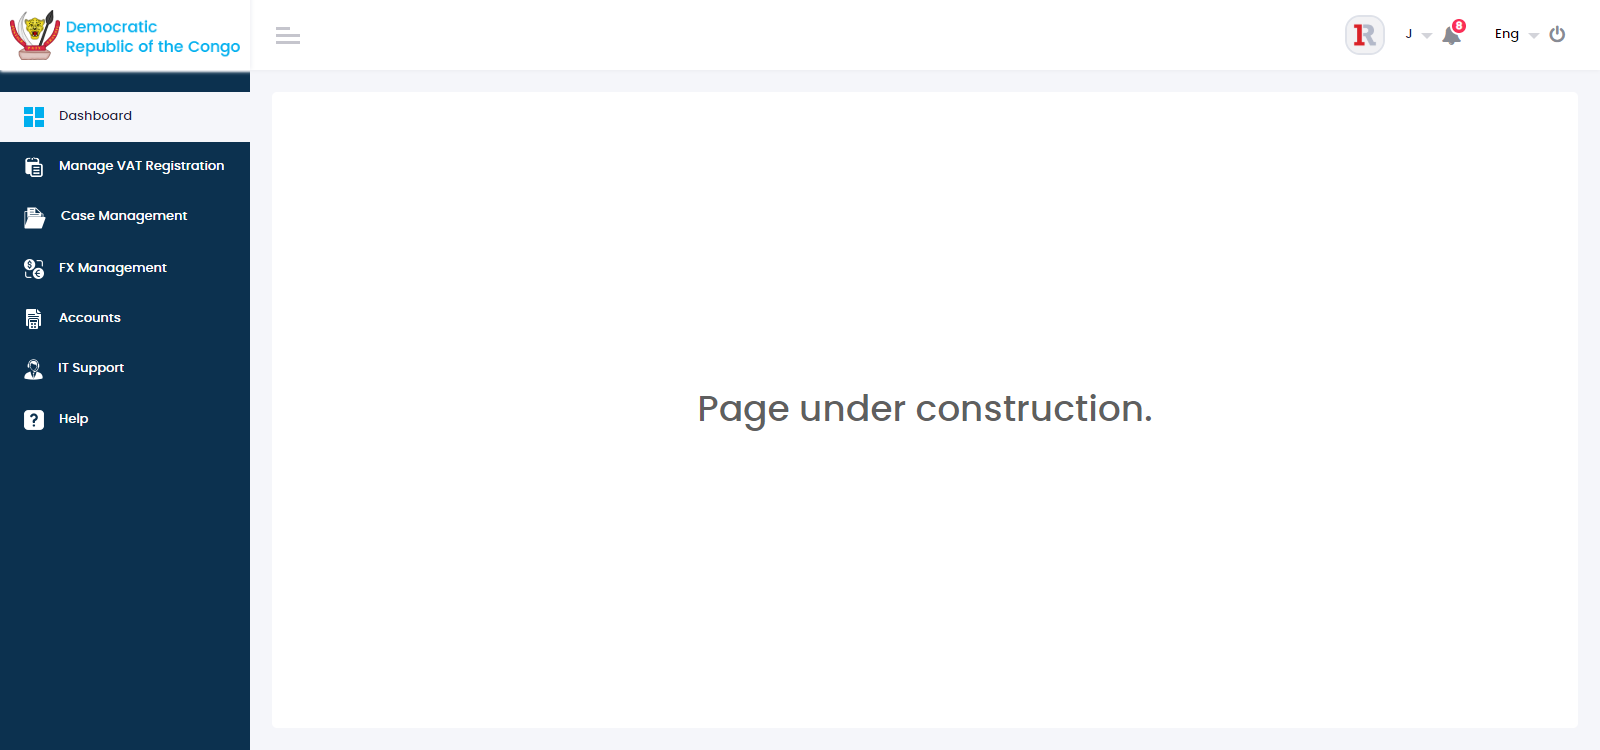 Democratic
Republic of the Congo
J
8
Eng
Dashboard
Manage VAT Registration
Case Management
FX Management
Accounts
IT Support
Help
Page under construction.